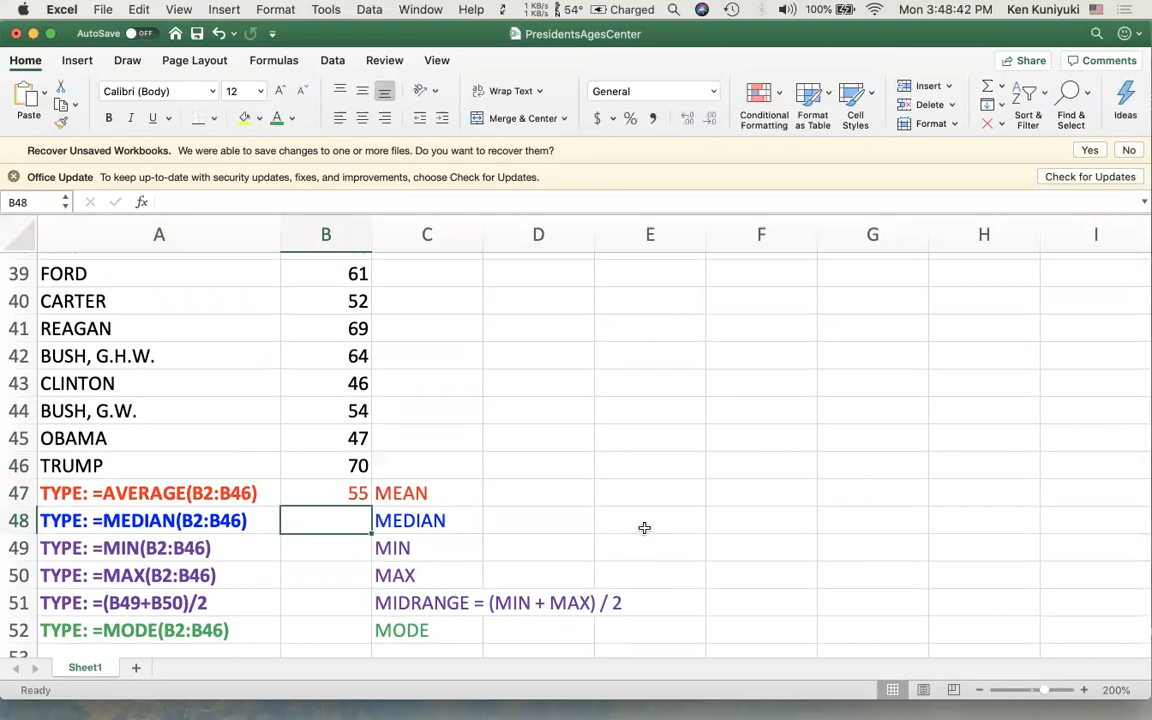 Excel File Edit View Insert Format Tools Data Window Help 1 KB/s 1 KB/s 54° Charged 100% Mon 3:48:42 PM Ken Kuniyuki
AutoSave OFF PresidentsAgesCenter
Home Insert Draw Page Layout Formulas Data Review View Share Comments
Paste Calibri (Body) 12 A A Wrap Text General Conditional Formatting Format as Table Cell Styles Insert Sort & Filter Find & Select Ideas
B I U A Merge & Center $ % Delete
Format
Recover Unsaved Workbooks. We were able to save changes to one or more files. Do you want to recover them? Yes No
Office Update To keep up-to-date with security updates, fixes, and improvements, choose Check for Updates. Check for Updates
B48 fx
A B C D E F G H I
39 FORD 61
40 CARTER 52
41 REAGAN 69
42 BUSH, G.H.W. 64
43 CLINTON 46
44 BUSH, G.W. 54
45 OBAMA 47
46 TRUMP 70
47 TYPE: =AVERAGE(B2:B46) 55 MEAN
48 TYPE: =MEDIAN(B2:B46) MEDIAN
49 TYPE: =MIN(B2:B46) MIN
50 TYPE: =MAX(B2:B46) MAX
51 TYPE: =(B49+B50)/2 MIDRANGE = (MIN + MAX) / 2
52 TYPE: =MODE(B2:B46) MODE
53
Sheet1 +
Ready 200%